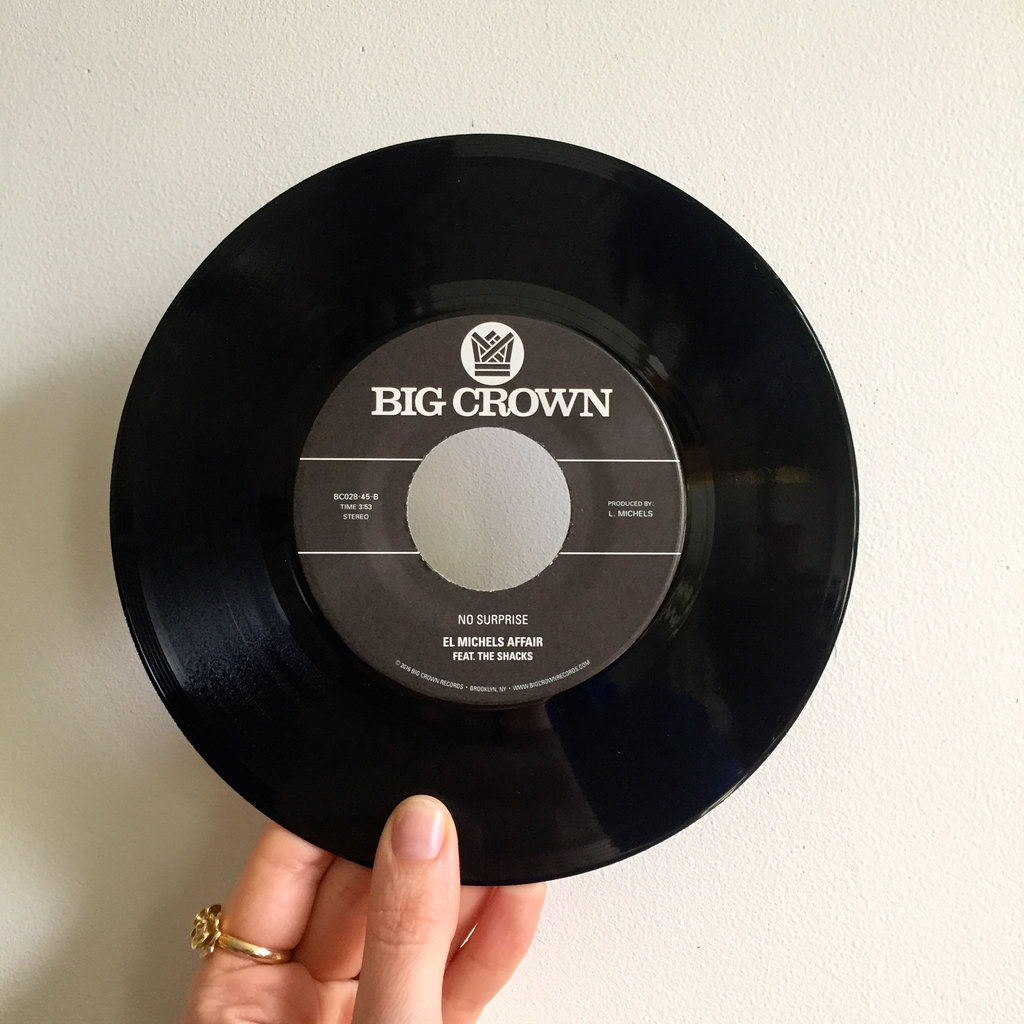 BIG CROWN
BC028-45-B
TIME 3:53
STEREO
PRODUCED BY:
L. MICHELS
NO SURPRISE
EL MICHELS AFFAIR
FEAT. THE SHACKS
© 2016 BIG CROWN RECORDS • BROOKLYN, NY • WWW.BIGCROWNRECORDS.COM